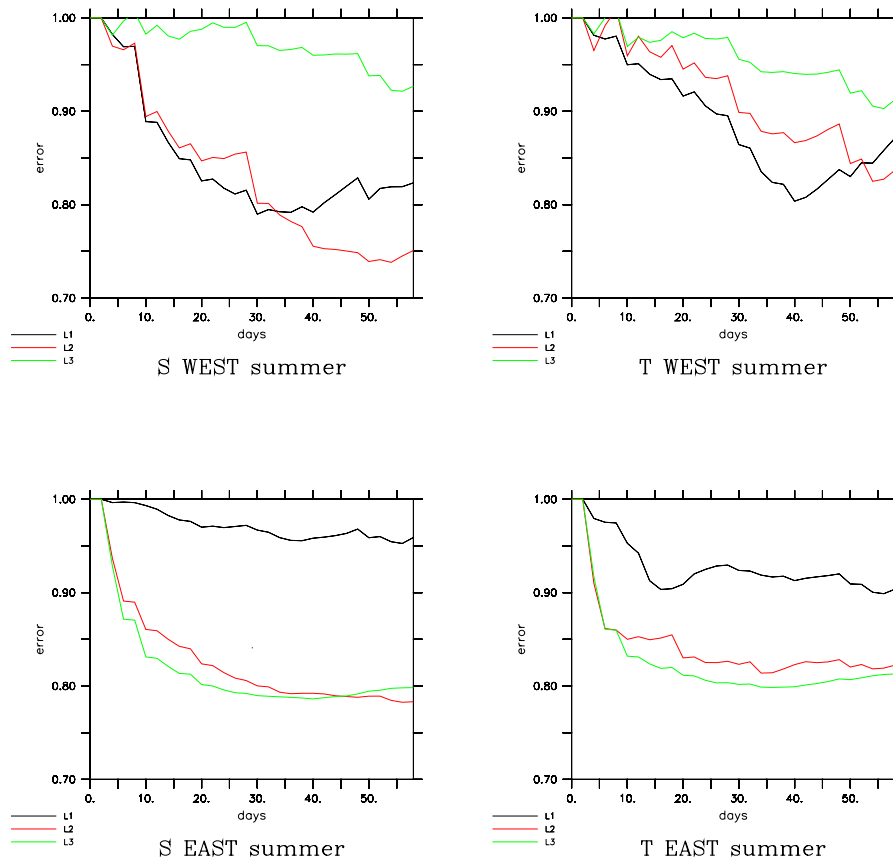 1.00
0.90
0.80
0.70
error
0. 10. 20. 30. 40. 50.
days
L1
L2
L3
S WEST summer
1.00
0.90
0.80
0.70
error
0. 10. 20. 30. 40. 50.
days
L1
L2
L3
T WEST summer
1.00
0.90
0.80
0.70
error
0. 10. 20. 30. 40. 50.
days
L1
L2
L3
S EAST summer
1.00
0.90
0.80
0.70
error
0. 10. 20. 30. 40. 50.
days
L1
L2
L3
T EAST summer